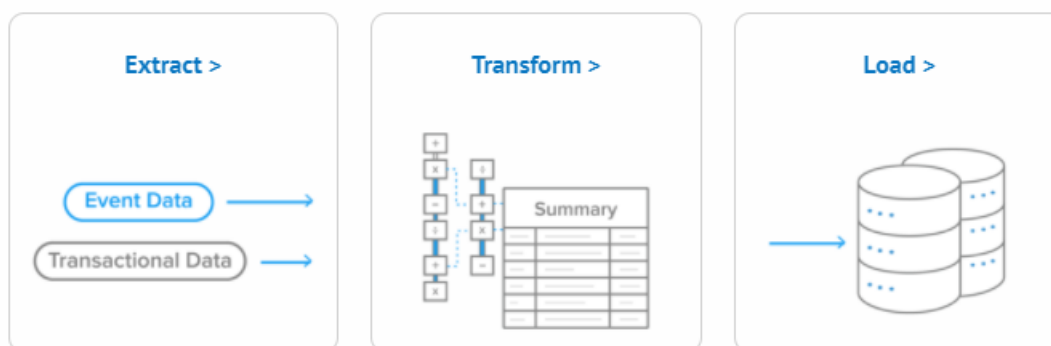 Extract >
Transform >
Load >
Event Data
Transactional Data
+
x
−
÷
+
x
÷
+
x
−
Summary